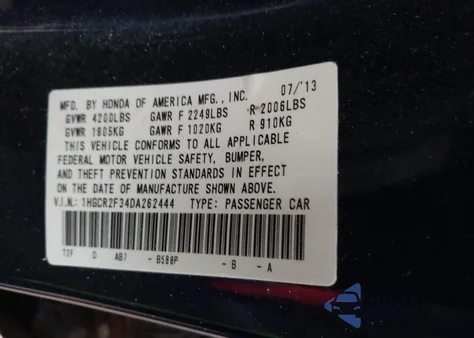 MFD. BY HONDA OF AMERICA MFG., INC. 07/'13
GVWR 4200LBS GAWR F 2249LBS R 2006LBS
GVWR 1905KG GAWR F 1020KG R 910KG
THIS VEHICLE CONFORMS TO ALL APPLICABLE
FEDERAL MOTOR VEHICLE SAFETY, BUMPER,
AND THEFT PREVENTION STANDARDS IN EFFECT
ON THE DATE OF MANUFACTURE SHOWN ABOVE.
V.I.N.: 1HGCR2F34DA262444 TYPE: PASSENGER CAR
T2F D AB7 - B588P - B - A